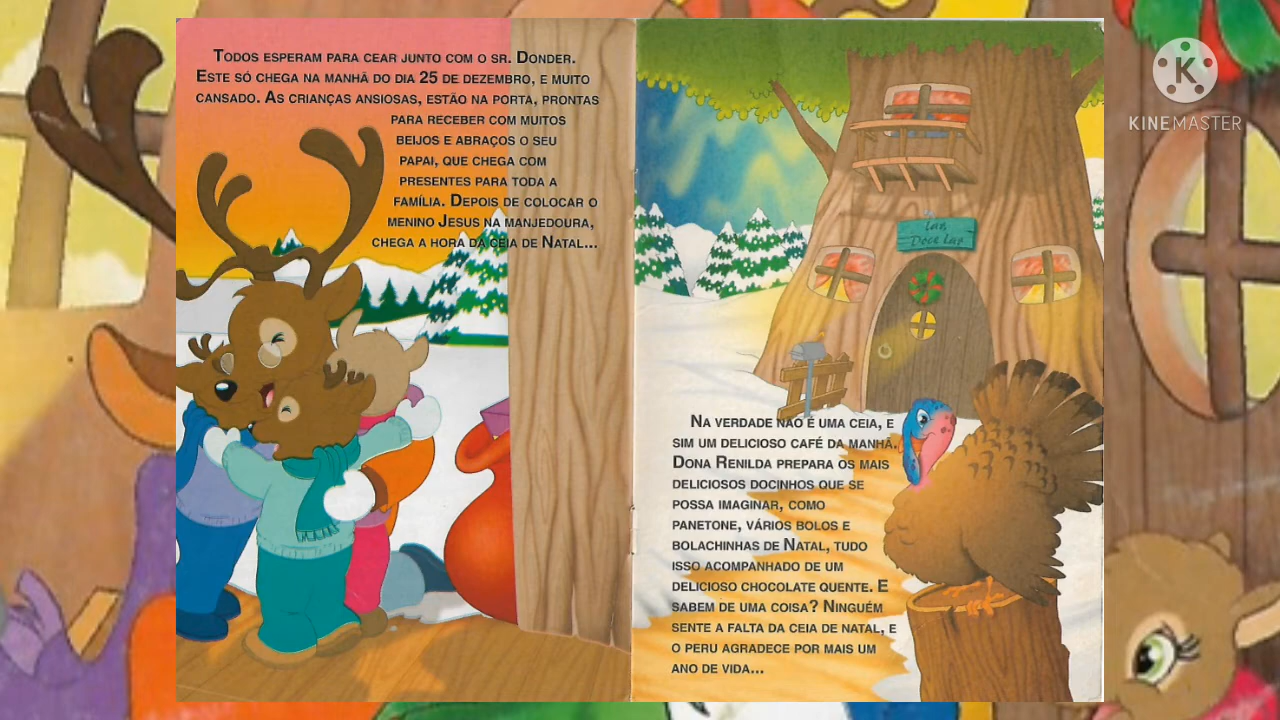 Todos esperam para cear junto com o sr. Donder.
Este só chega na manhã do dia 25 de dezembro, e muito
cansado. As crianças ansiosas, estão na porta, prontas
para receber com muitos
beijos e abraços o seu
papai, que chega com
presentes para toda a
família. Depois de colocar o
menino Jesus na manjedoura,
chega a hora da ceia de Natal...
Lar
Doce Lar
Na verdade não é uma ceia, e
sim um delicioso café da manhã.
Dona Renilda prepara os mais
deliciosos docinhos que se
possa imaginar, como
panetone, vários bolos e
bolachinhas de Natal, tudo
isso acompanhado de um
delicioso chocolate quente. E
sabem de uma coisa? Ninguém
sente a falta da ceia de natal, e
o peru agradece por mais um
ano de vida...
K
KINEMASTER